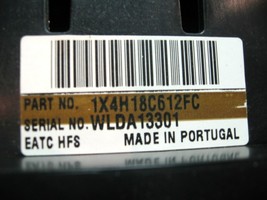 PART NO. 1X4H18C612FC
SERIAL NO. WLDA13301
EATC HFS MADE IN PORTUGAL